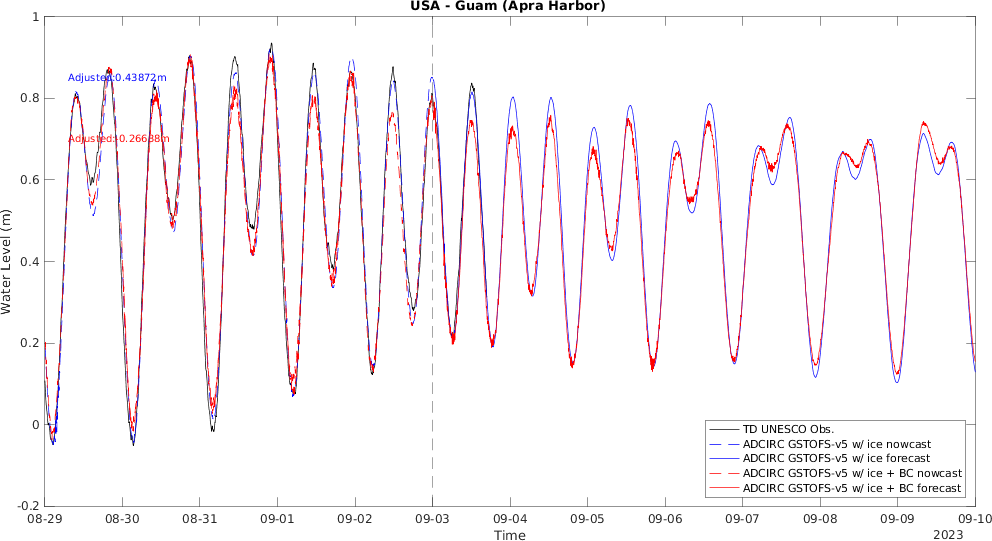 USA - Guam (Apra Harbor)
1
0.8
0.6
0.4
0.2
0
-0.2
Water Level (m)
Adjusted:0.43872m
Adjusted:0.26638m
TD UNESCO Obs.
ADCIRC GSTOFS-v5 w/ ice nowcast
ADCIRC GSTOFS-v5 w/ ice forecast
ADCIRC GSTOFS-v5 w/ ice + BC nowcast
ADCIRC GSTOFS-v5 w/ ice + BC forecast
08-29 08-30 08-31 09-01 09-02 09-03 09-04 09-05 09-06 09-07 09-08 09-09 09-10
Time
2023